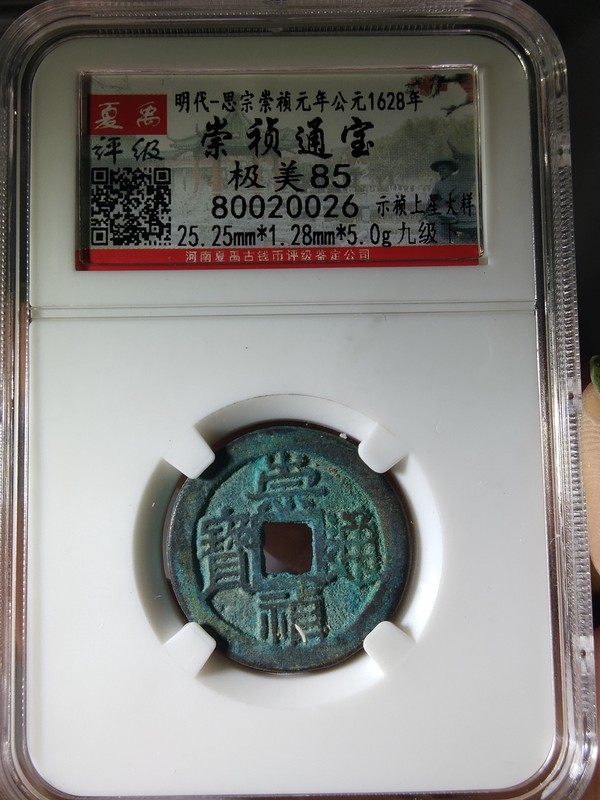 夏禹
评级
明代-思宗崇祯元年公元1628年
崇祯通宝
极美85
80020026 示祯上星大样
25.25mm*1.28mm*5.0g九级下
河南夏禹古钱币评级鉴定公司
崇禎通寶